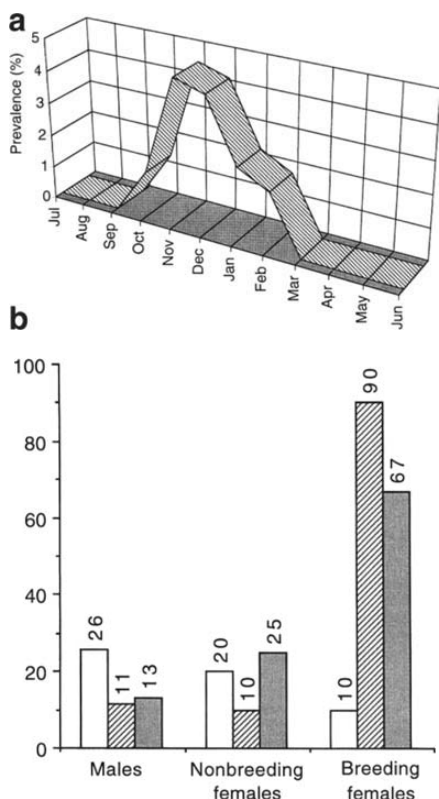 a
Prevalence (%)
5
4
3
2
1
0
Jul
Aug
Sep
Oct
Nov
Dec
Jan
Feb
Mar
Apr
May
Jun
b
100
80
60
40
20
0
26
11
13
20
10
25
10
90
67
Males
Nonbreeding
females
Breeding
females